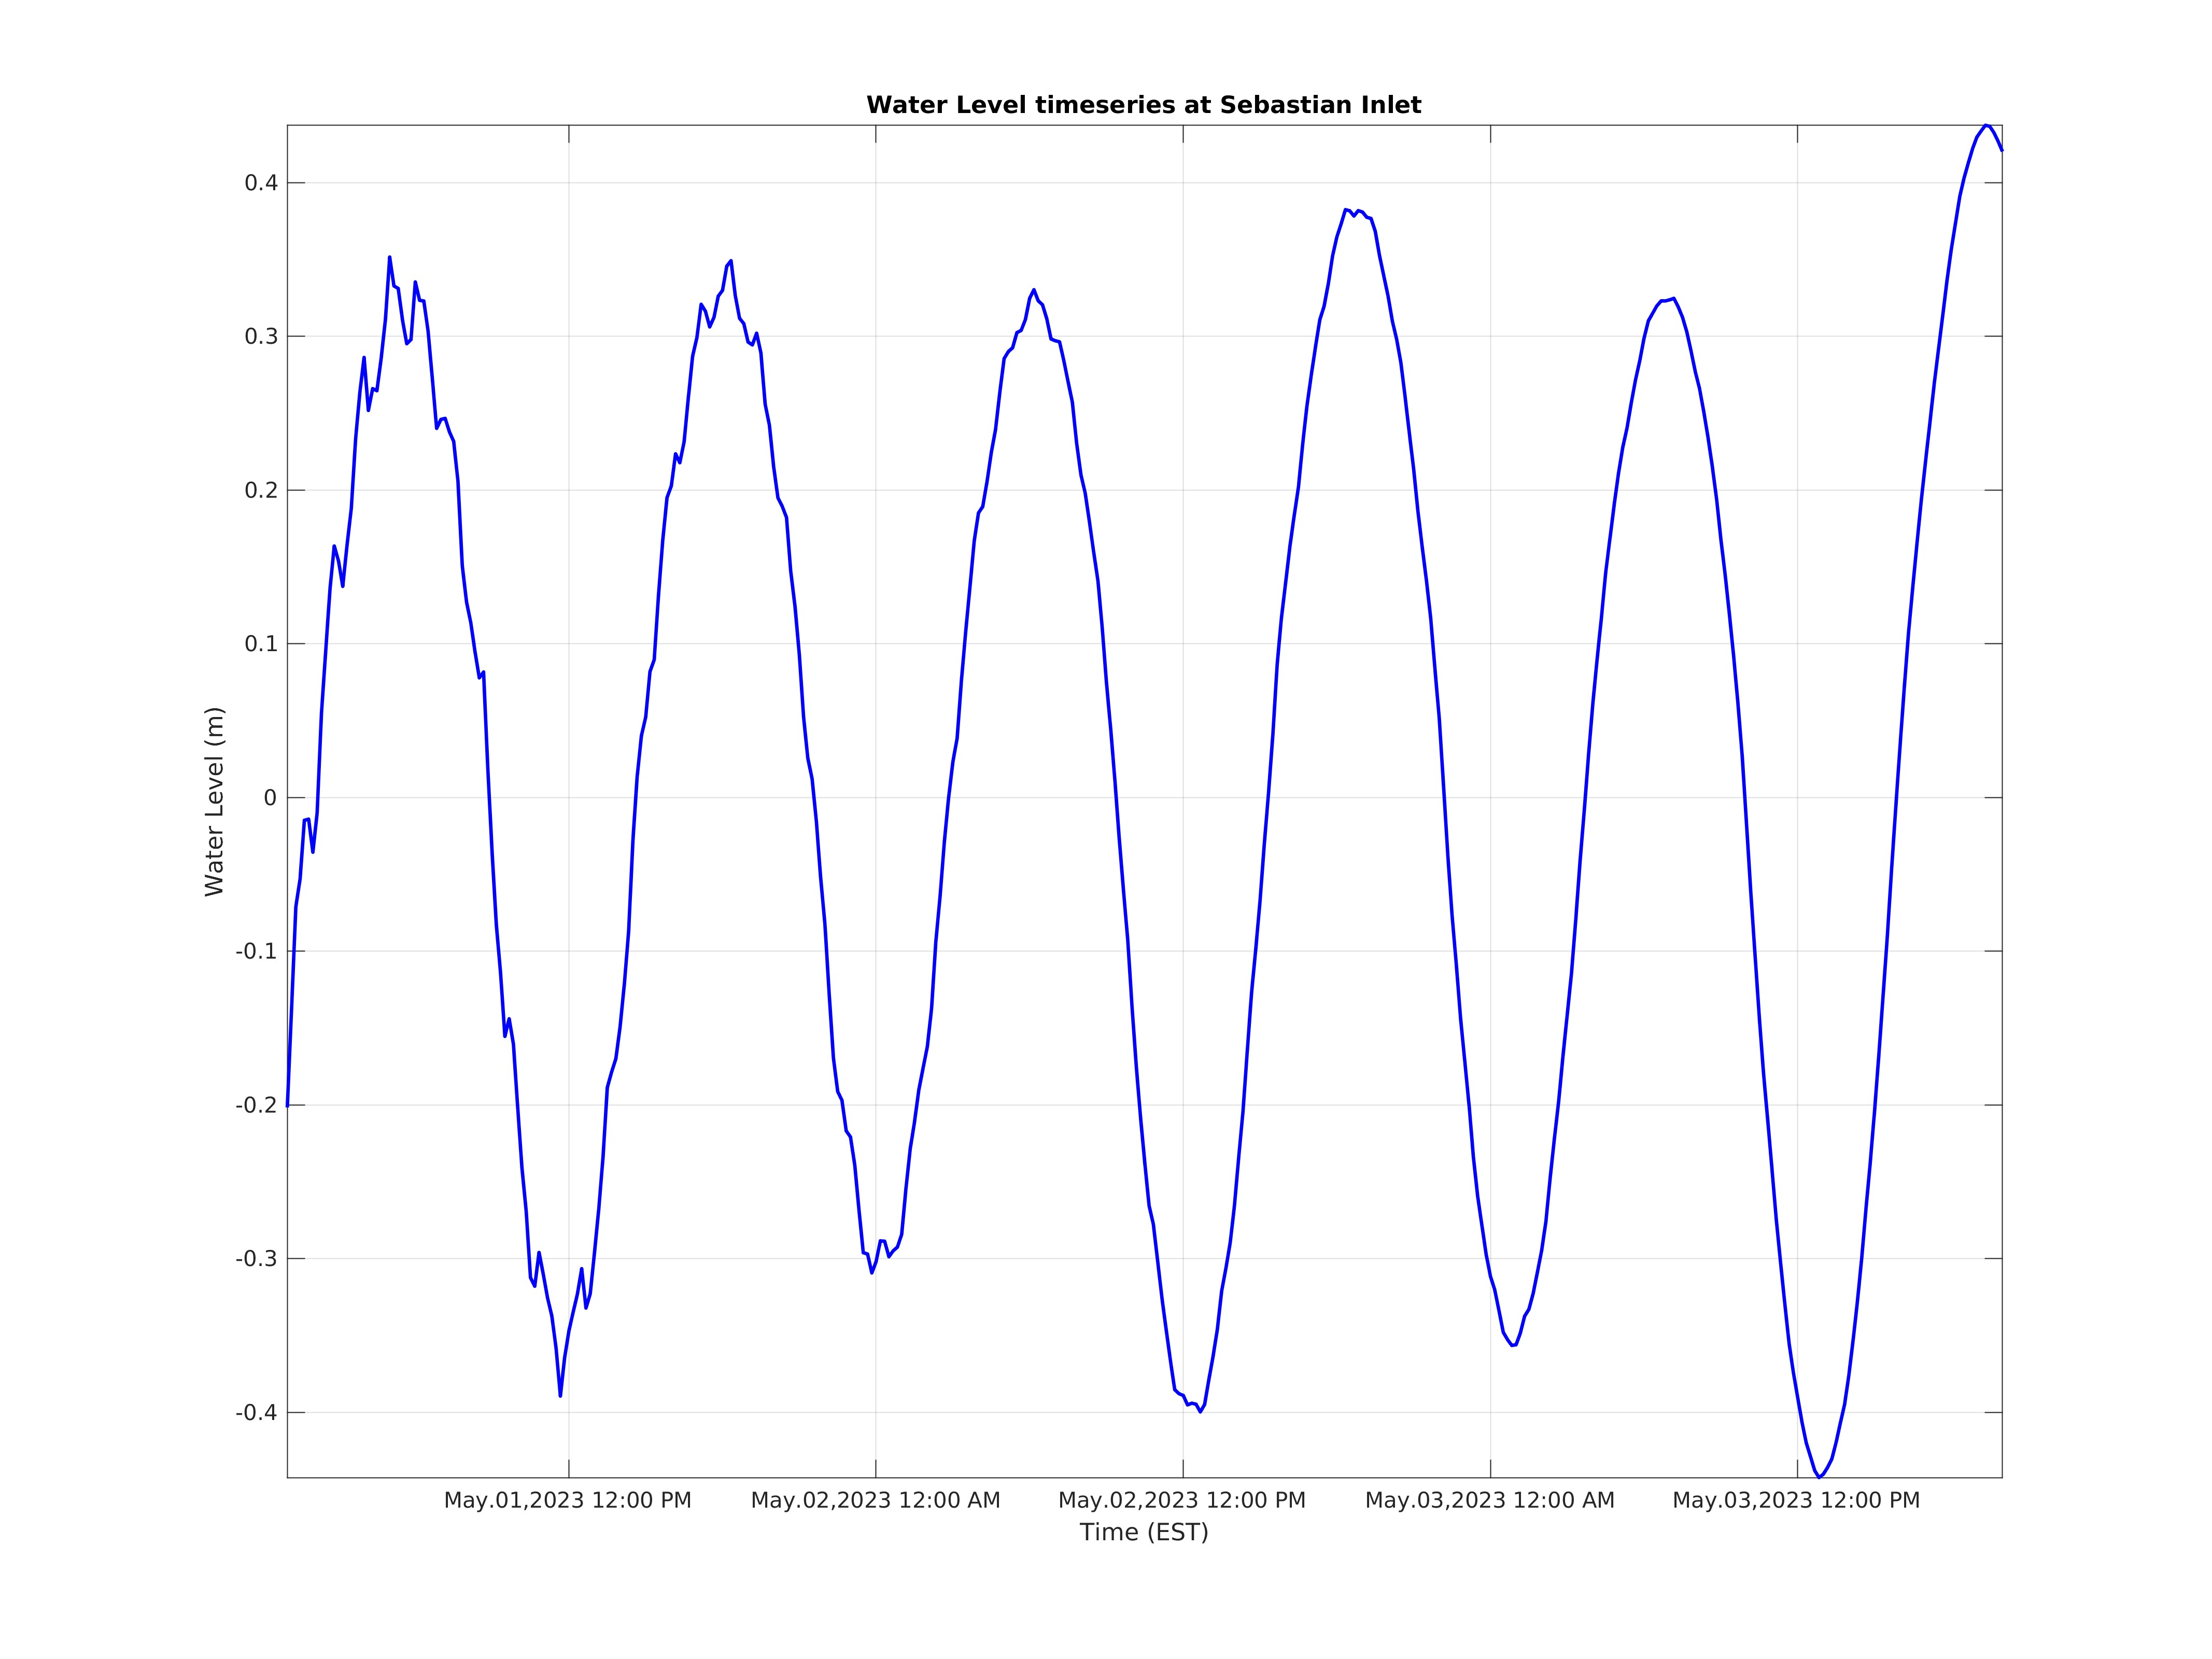 Water Level timeseries at Sebastian Inlet
Water Level (m)
0.4
0.3
0.2
0.1
0
-0.1
-0.2
-0.3
-0.4
May.01,2023 12:00 PM
May.02,2023 12:00 AM
May.02,2023 12:00 PM
May.03,2023 12:00 AM
May.03,2023 12:00 PM
Time (EST)